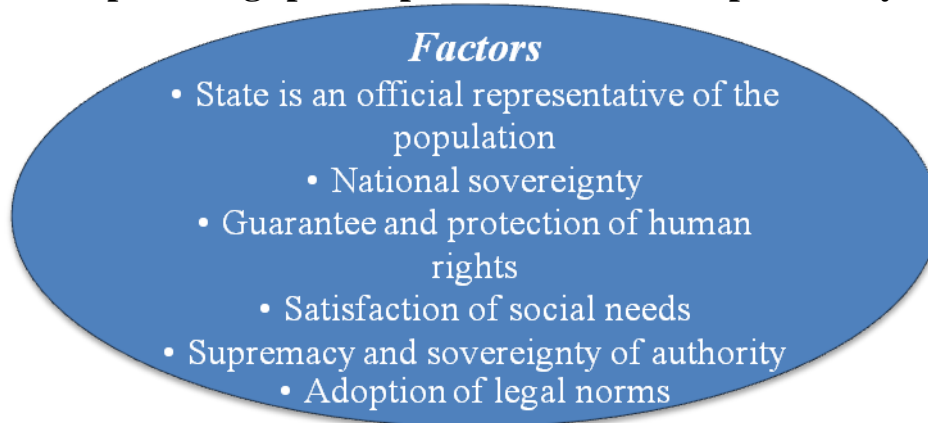 Factors
• State is an official representative of the
population
• National sovereignty
• Guarantee and protection of human
rights
• Satisfaction of social needs
• Supremacy and sovereignty of authority
• Adoption of legal norms